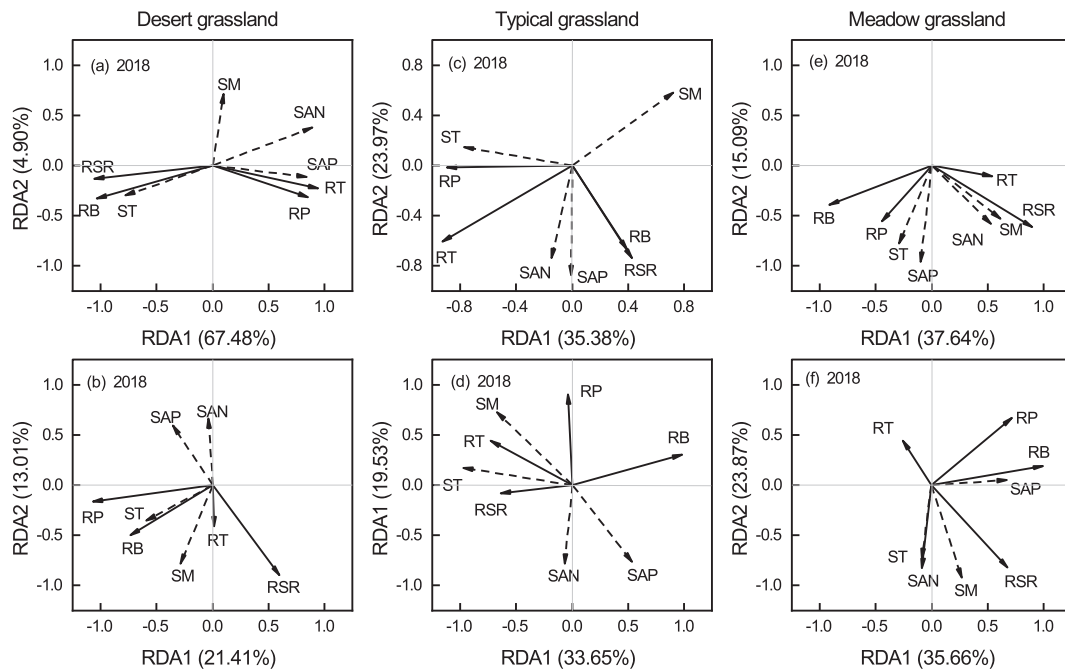 Desert grassland
Typical grassland
Meadow grassland
(a) 2018
1.0
0.5
0.0
-0.5
-1.0
RDA2 (4.90%)
SM
SAN
RSR
SAP
RT
RB
ST
RP
-1.0 -0.5 0.0 0.5 1.0
RDA1 (67.48%)
(c) 2018
0.8
0.4
0.0
-0.4
-0.8
RDA2 (23.97%)
SM
ST
RP
RT
RB
SAN
SAP
RSR
-0.8 -0.4 0.0 0.4 0.8
RDA1 (35.38%)
(e) 2018
1.0
0.5
0.0
-0.5
-1.0
RDA2 (15.09%)
RT
RB
RP
RSR
SM
SAN
ST
SAP
-1.0 -0.5 0.0 0.5 1.0
RDA1 (37.64%)
(b) 2018
1.0
0.5
0.0
-0.5
-1.0
RDA2 (13.01%)
SAP
SAN
RP
ST
RB
RT
SM
RSR
-1.0 -0.5 0.0 0.5 1.0
RDA1 (21.41%)
(d) 2018
1.0
0.5
0.0
-0.5
-1.0
RDA1 (19.53%)
RP
SM
RT
RB
ST
RSR
SAN
SAP
-1.0 -0.5 0.0 0.5 1.0
RDA1 (33.65%)
(f) 2018
1.0
0.5
0.0
-0.5
-1.0
RDA2 (23.87%)
RP
RT
RB
SAP
ST
SAN
SM
RSR
-1.0 -0.5 0.0 0.5 1.0
RDA1 (35.66%)